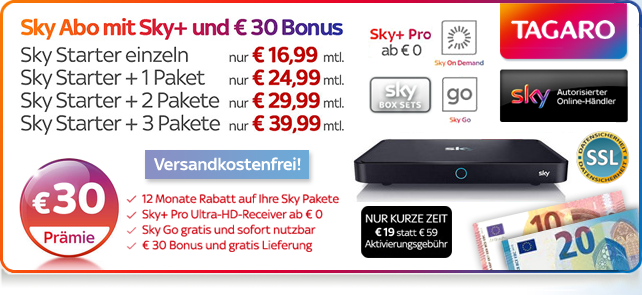 Sky Abo mit Sky+ und € 30 Bonus
Sky Starter einzeln nur € 16,99 mtl.
Sky Starter + 1 Paket nur € 24,99 mtl.
Sky Starter + 2 Pakete nur € 29,99 mtl.
Sky Starter + 3 Pakete nur € 39,99 mtl.
Sky+ Pro
ab € 0
Sky On Demand
sky
BOX SETS
go
Sky Go
TAGARO
sky Autorisierter
Online-Händler
Versandkostenfrei!
€30
Prämie
✓ 12 Monate Rabatt auf Ihre Sky Pakete
✓ Sky+ Pro Ultra-HD-Receiver ab € 0
✓ Sky Go gratis und sofort nutzbar
✓ € 30 Bonus und gratis Lieferung
sky
NUR KURZE ZEIT
€ 19 statt € 59
Aktivierungsgebühr
DATENSICHERHEIT
SSL
DATENSICHERHEIT
10
20